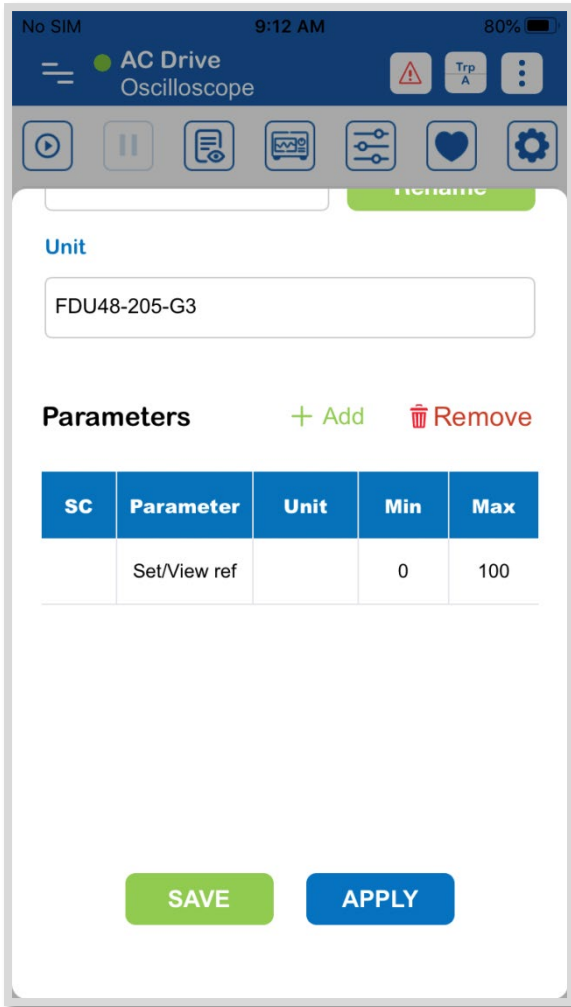 No SIM 9:12 AM 80%
AC Drive
Oscilloscope
Trp
A
Rename
Unit
FDU48-205-G3
Parameters + Add Remove
SC Parameter Unit Min Max
Set/View ref 0 100
SAVE APPLY